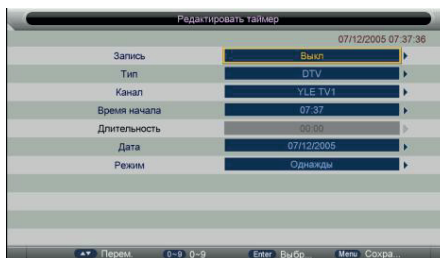 Редактировать таймер
07/12/2005 07:37:36
Запись Выкл
Тип DTV
Канал YLE TV1
Время начала 07:37
Длительность 00:00
Дата 07/12/2005
Режим Однажды
Перем. 0~9 0~9 Enter Выбр... Menu Сохра...